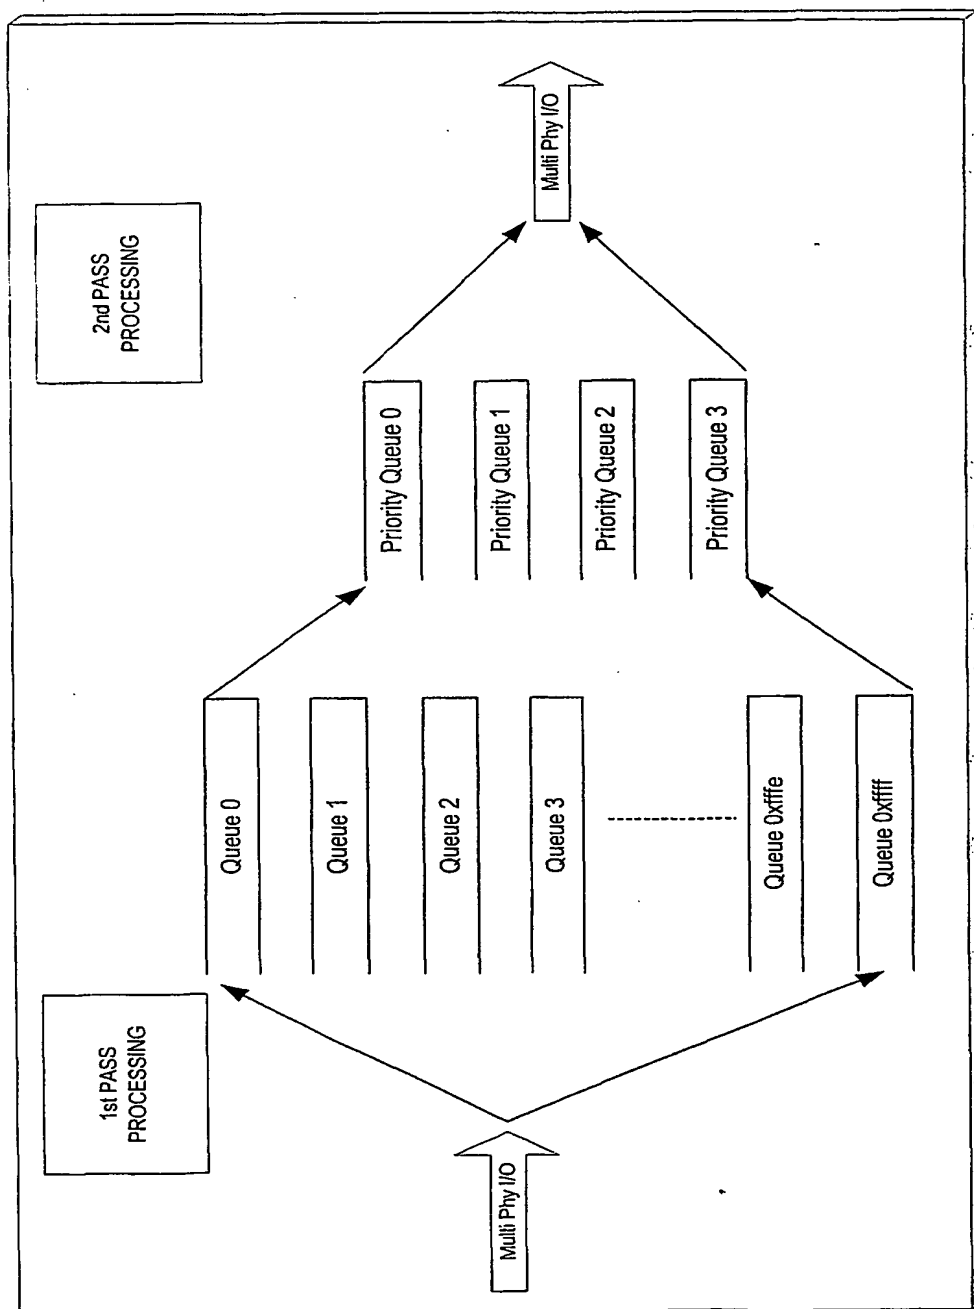 1st PASS
PROCESSING
2nd PASS
PROCESSING
Multi Phy I/O
Queue 0
Queue 1
Queue 2
Queue 3
Queue 0xfffe
Queue 0xffff
Priority Queue 0
Priority Queue 1
Priority Queue 2
Priority Queue 3
Multi Phy I/O